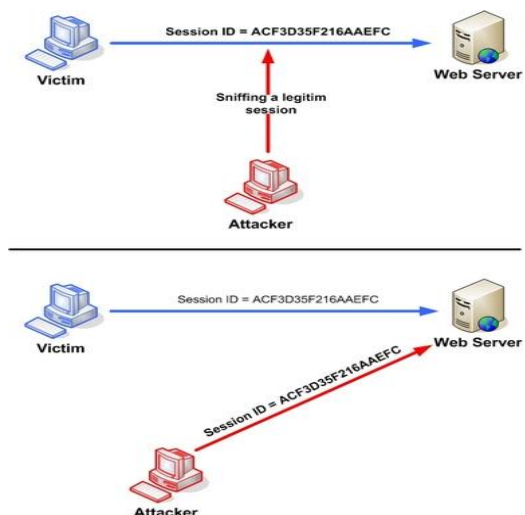 Session ID = ACF3D35F216AAEFC
Victim
Web Server
Sniffing a legitim
session
Attacker
Session ID = ACF3D35F216AAEFC
Victim
Web Server
Session ID = ACF3D35F216AAEFC
Attacker